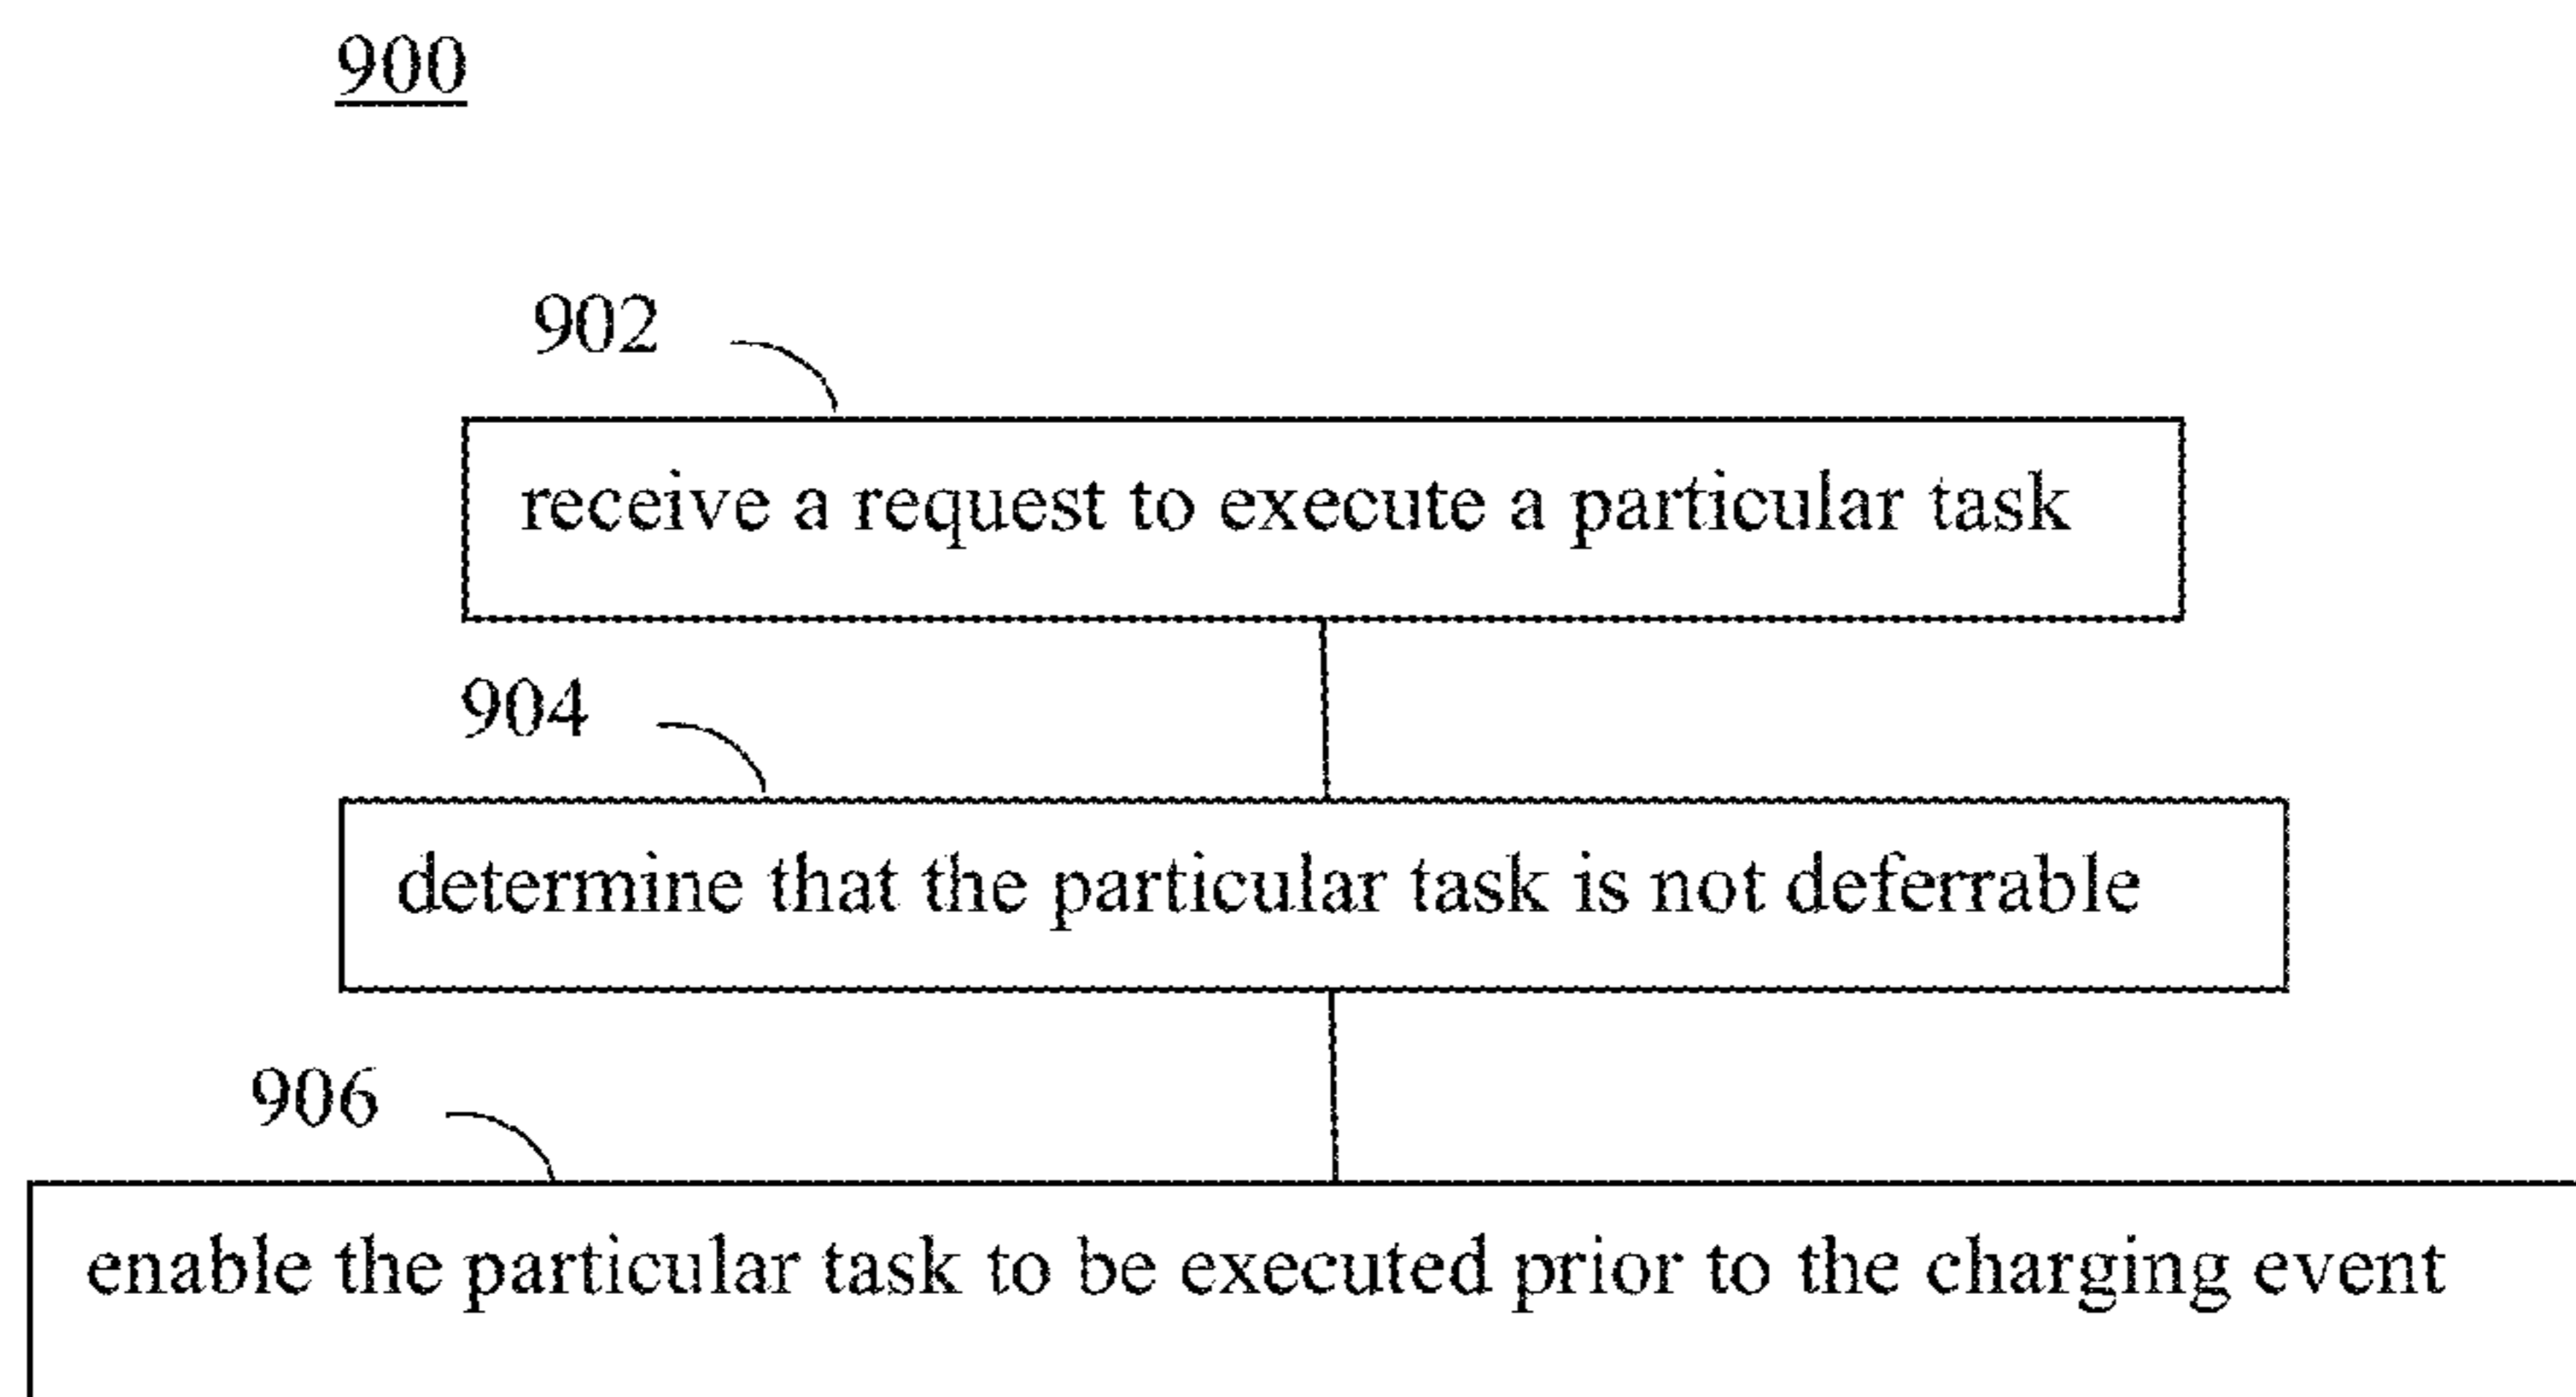 900
902
receive a request to execute a particular task
904
determine that the particular task is not deferrable
906
enable the particular task to be executed prior to the charging event